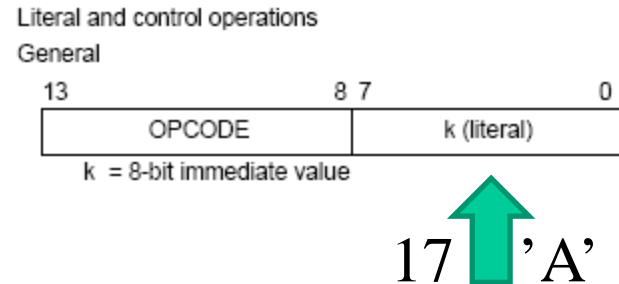 Literal and control operations
General
13 8 7 0
OPCODE k (literal)
k = 8-bit immediate value
17 ’A’